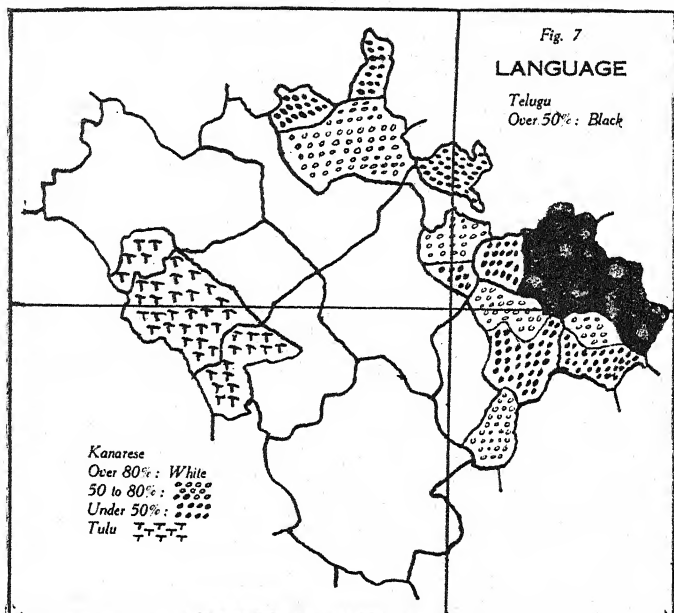 Fig. 7
LANGUAGE
Telugu
Over 50%: Black
Kanarese
Over 80%: White
50 to 80%:
Under 50%:
Tulu